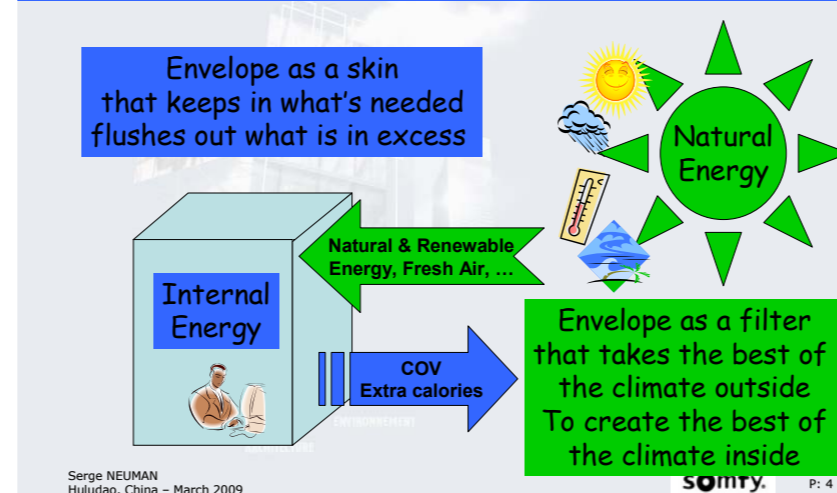 Envelope as a skin
that keeps in what's needed
flushes out what is in excess
Natural
Energy
Natural & Renewable
Energy, Fresh Air, ...
Internal
Energy
COV
Extra calories
Envelope as a filter
that takes the best of
the climate outside
To create the best of
the climate inside
ENVIRONNEMENT
ARCHITECTURE
Serge NEUMAN
Huludao, China – March 2009
somfy.
P: 4